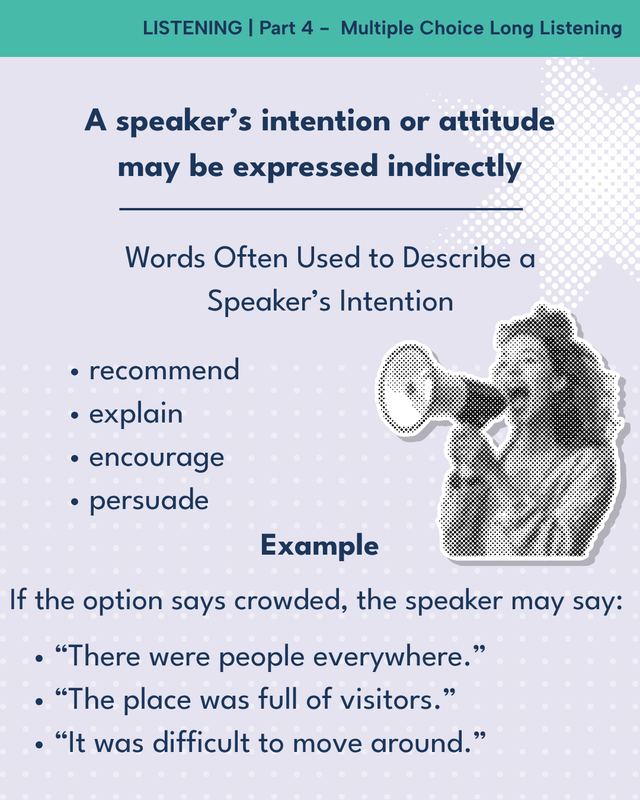 LISTENING | Part 4 – Multiple Choice Long Listening
A speaker’s intention or attitude
may be expressed indirectly
Words Often Used to Describe a
Speaker’s Intention
• recommend
• explain
• encourage
• persuade
Example
If the option says crowded, the speaker may say:
• “There were people everywhere.”
• “The place was full of visitors.”
• “It was difficult to move around.”